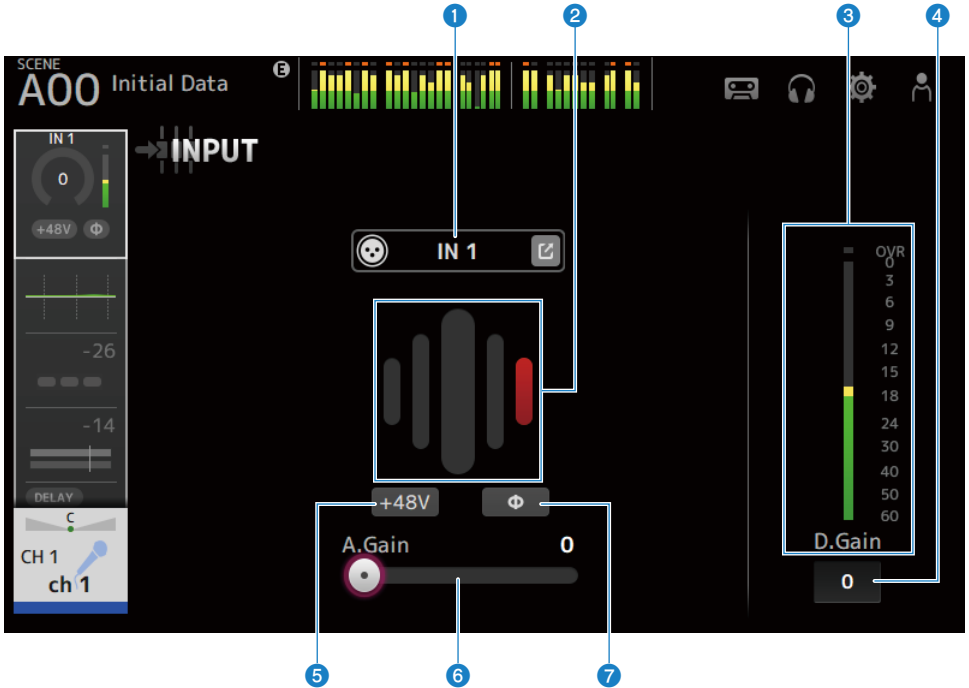 1 2 3 4
SCENE
A00 Initial Data E
IN 1
0
+48V Φ
INPUT
IN 1
-26
-14
DELAY
C
CH 1
ch 1
OVR
0
3
6
9
12
15
18
24
30
40
50
60
+48V Φ
A.Gain 0
D.Gain
0
5 6 7